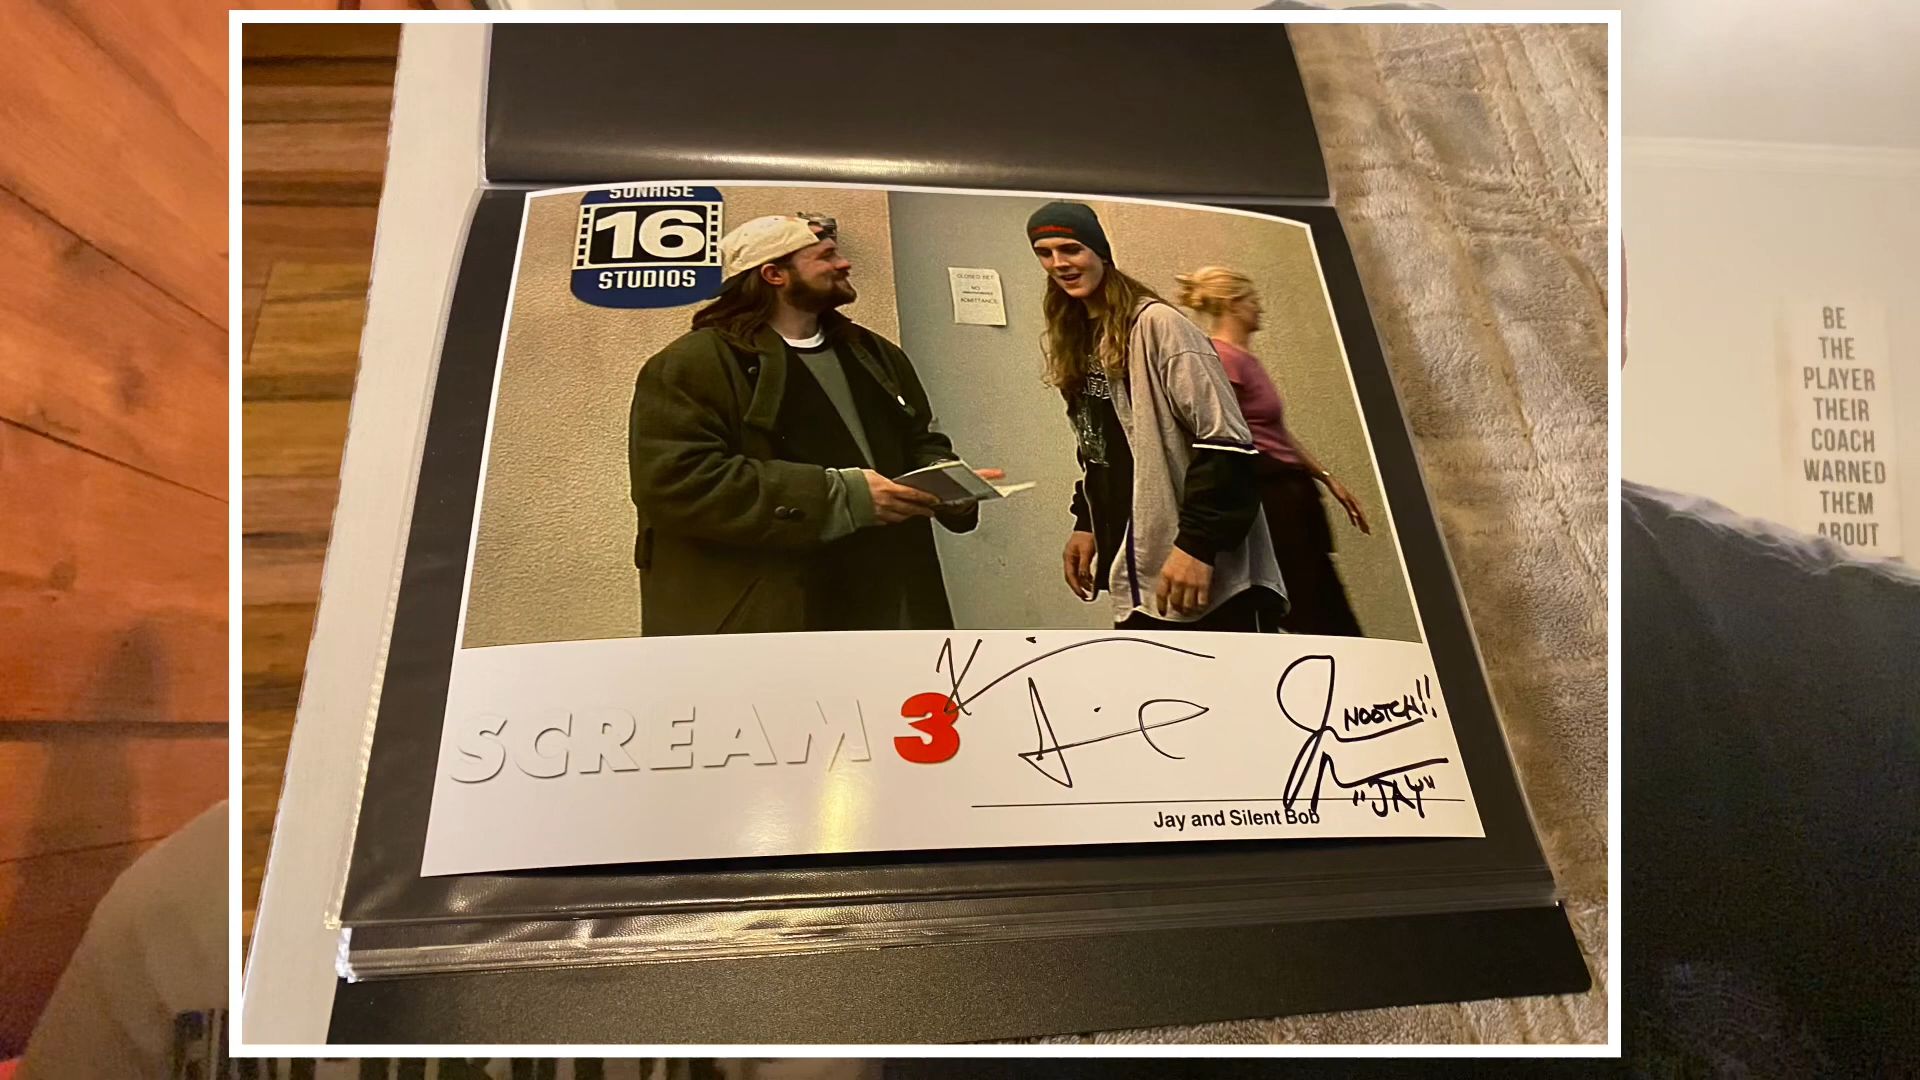 SUNRISE
16
STUDIOS
CLOSED SET
NO
ADMITTANCE
SCREAM 3
NOOTCH!!
"JAY"
Jay and Silent Bob
BE
THE
PLAYER
THEIR
COACH
WARNED
THEM
ABOUT